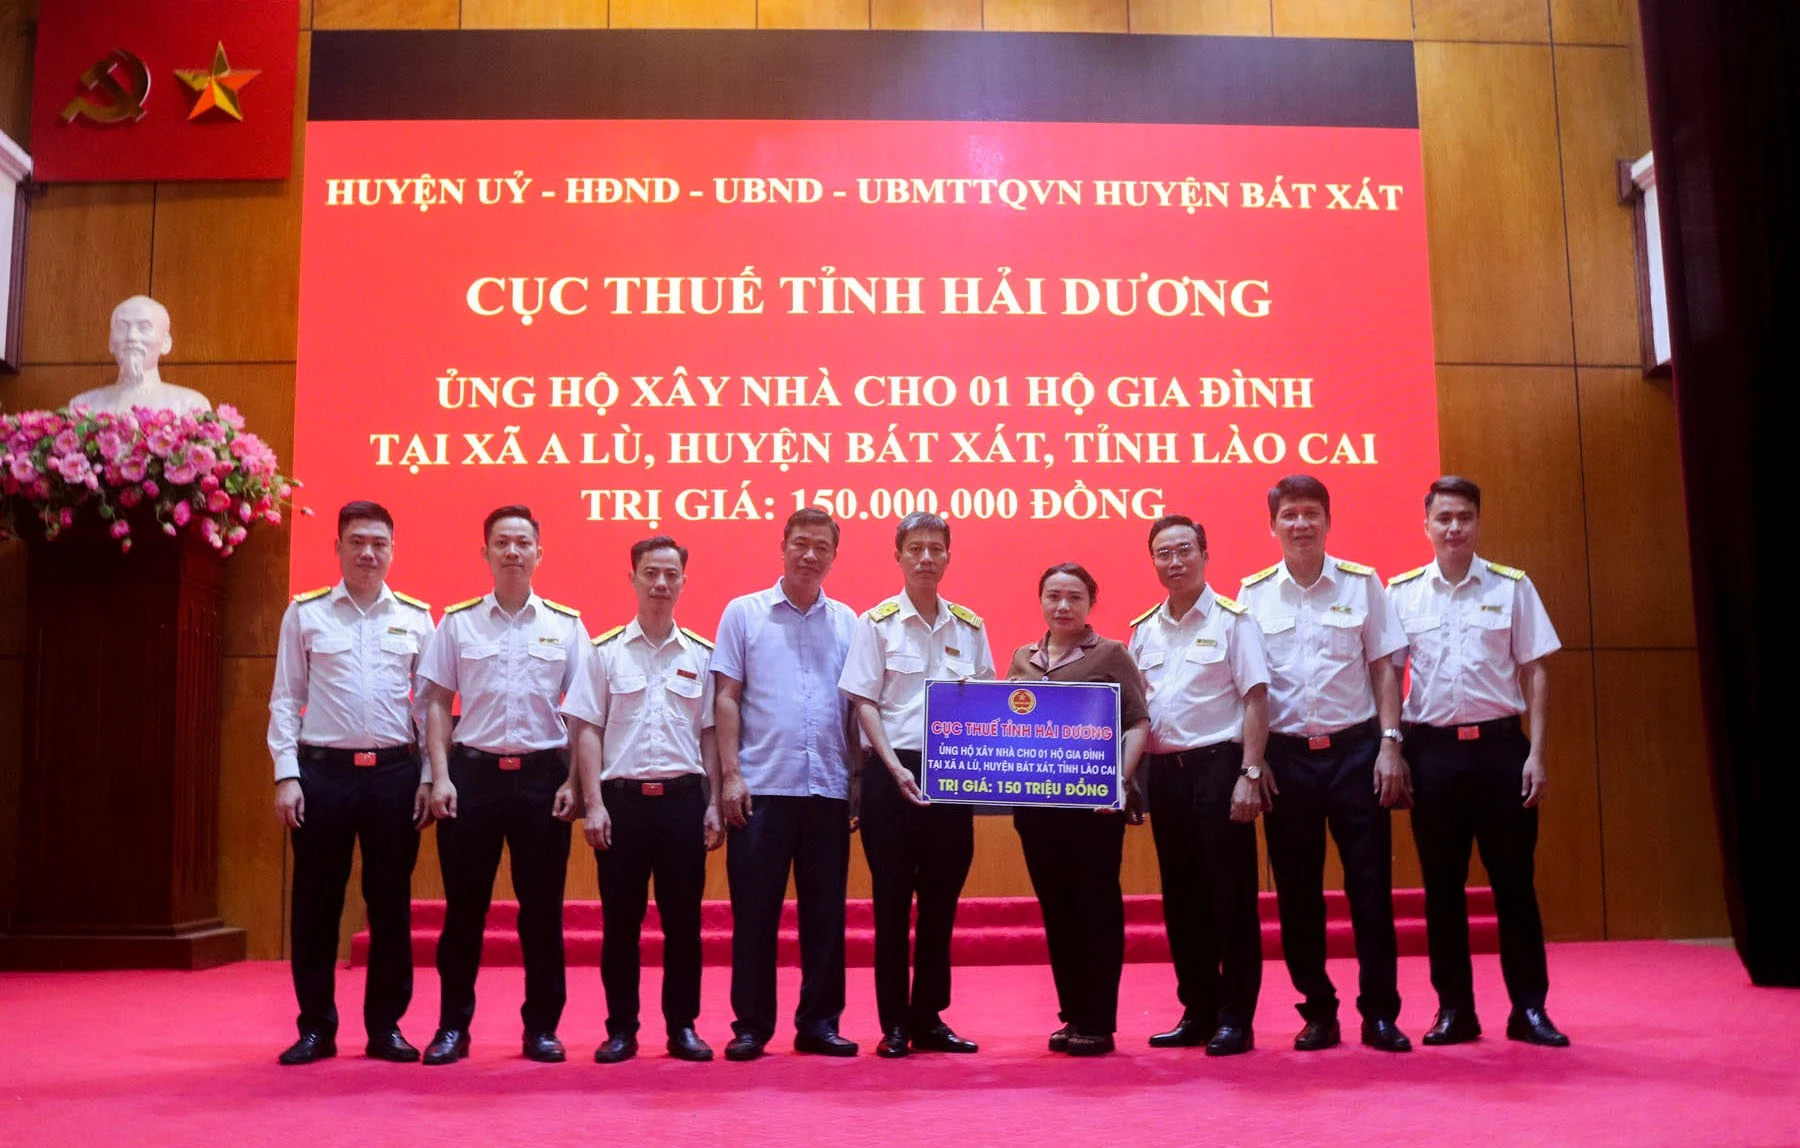 HUYỆN UỶ - HĐND - UBND - UBMTTQVN HUYỆN BÁT XÁT
CỤC THUẾ TỈNH HẢI DƯƠNG
ỦNG HỘ XÂY NHÀ CHO 01 HỘ GIA ĐÌNH
TẠI XÃ A LÙ, HUYỆN BÁT XÁT, TỈNH LÀO CAI
TRỊ GIÁ: 150.000.000 ĐỒNG
CỤC THUẾ TỈNH HẢI DƯƠNG
ỦNG HỘ XÂY NHÀ CHO 01 HỘ GIA ĐÌNH
TẠI XÃ A LÙ, HUYỆN BÁT XÁT, TỈNH LÀO CAI
TRỊ GIÁ: 150 TRIỆU ĐỒNG